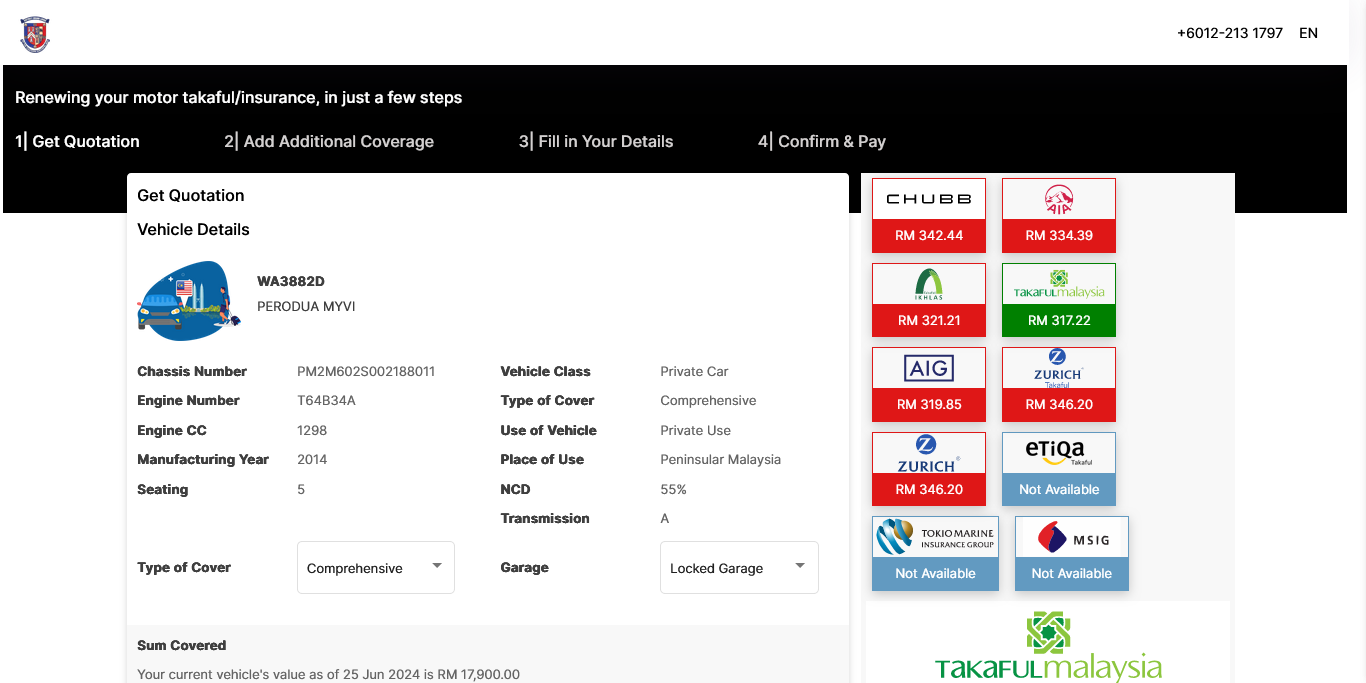 +6012-213 1797 EN
Renewing your motor takaful/insurance, in just a few steps
1| Get Quotation 2| Add Additional Coverage 3| Fill in Your Details 4| Confirm & Pay
Get Quotation
Vehicle Details
WA3882D
PERODUA MYVI
Chassis Number PM2M602S002188011 Vehicle Class Private Car
Engine Number T64B34A Type of Cover Comprehensive
Engine CC 1298 Use of Vehicle Private Use
Manufacturing Year 2014 Place of Use Peninsular Malaysia
Seating 5 NCD 55%
Transmission A
Type of Cover Comprehensive Garage Locked Garage
Sum Covered
Your current vehicle's value as of 25 Jun 2024 is RM 17,900.00
CHUBB AIA
RM 342.44 RM 334.39
IKHLAS TAKAFULmalaysia
RM 321.21 RM 317.22
AIG ZURICH
Takaful
RM 319.85 RM 346.20
ZURICH® eTiQa
Takaful
RM 346.20 Not Available
TOKIO MARINE
INSURANCE GROUP MSIG
Not Available Not Available
TAKAFULmalaysia